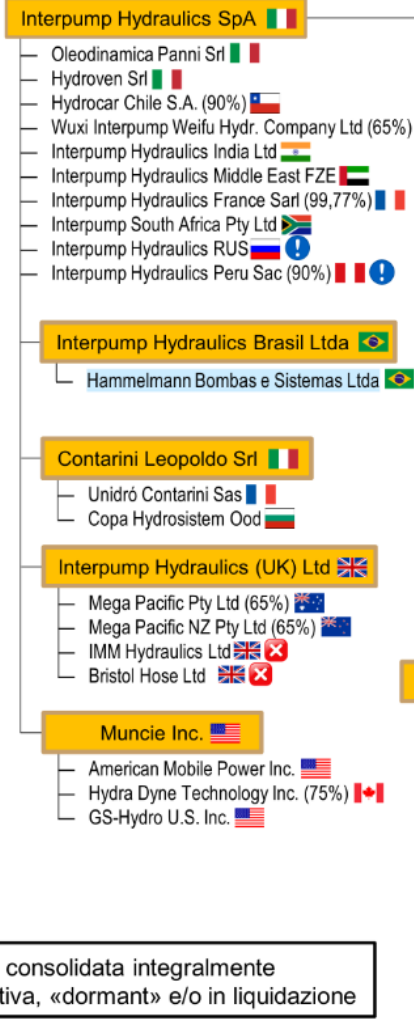 Interpump Hydraulics SpA
Oleodinamica Panni Srl
Hydroven Srl
Hydrocar Chile S.A. (90%)
Wuxi Interpump Weifu Hydr. Company Ltd (65%)
Interpump Hydraulics India Ltd
Interpump Hydraulics Middle East FZE
Interpump Hydraulics France Sarl (99,77%)
Interpump South Africa Pty Ltd
Interpump Hydraulics RUS
Interpump Hydraulics Peru Sac (90%)
Interpump Hydraulics Brasil Ltda
Hammelmann Bombas e Sistemas Ltda
Contarini Leopoldo Srl
Unidró Contarini Sas
Copa Hydrosistem Ood
Interpump Hydraulics (UK) Ltd
Mega Pacific Pty Ltd (65%)
Mega Pacific NZ Pty Ltd (65%)
IMM Hydraulics Ltd
Bristol Hose Ltd
Muncie Inc.
American Mobile Power Inc.
Hydra Dyne Technology Inc. (75%)
GS-Hydro U.S. Inc.
consolidata integralmente
tiva, «dormant» e/o in liquidazione